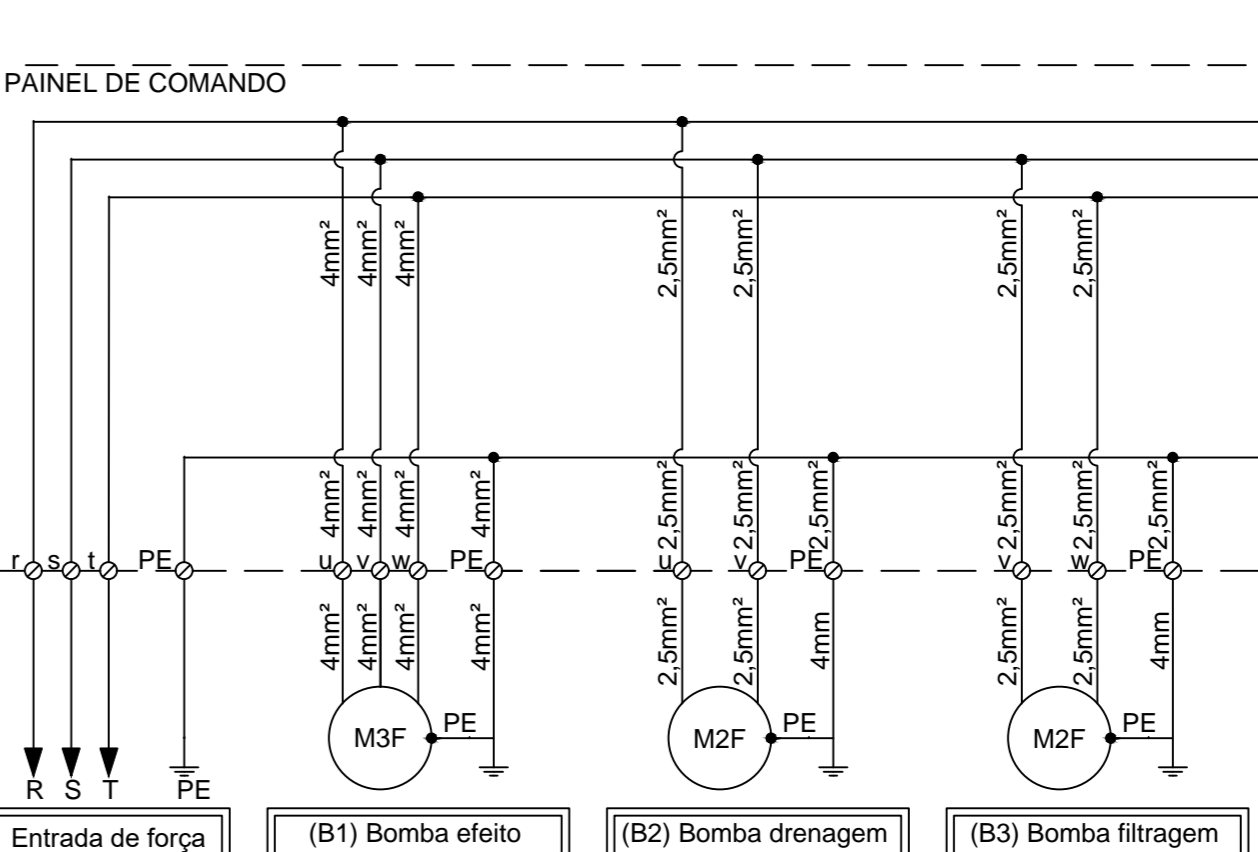 PAINEL DE COMANDO
4mm² 4mm² 4mm² 2,5mm² 2,5mm² 2,5mm² 2,5mm²
4mm² 4mm² 4mm² 4mm² 2,5mm² 2,5mm² 2,5mm² 2,5mm² 2,5mm² 2,5mm²
r s t PE u v w PE u v PE v w PE
4mm² 4mm² 4mm² 4mm² 2,5mm² 2,5mm² 4mm 2,5mm² 2,5mm² 4mm
M3F PE M2F PE M2F PE
R S T PE
Entrada de força (B1) Bomba efeito (B2) Bomba drenagem (B3) Bomba filtragem